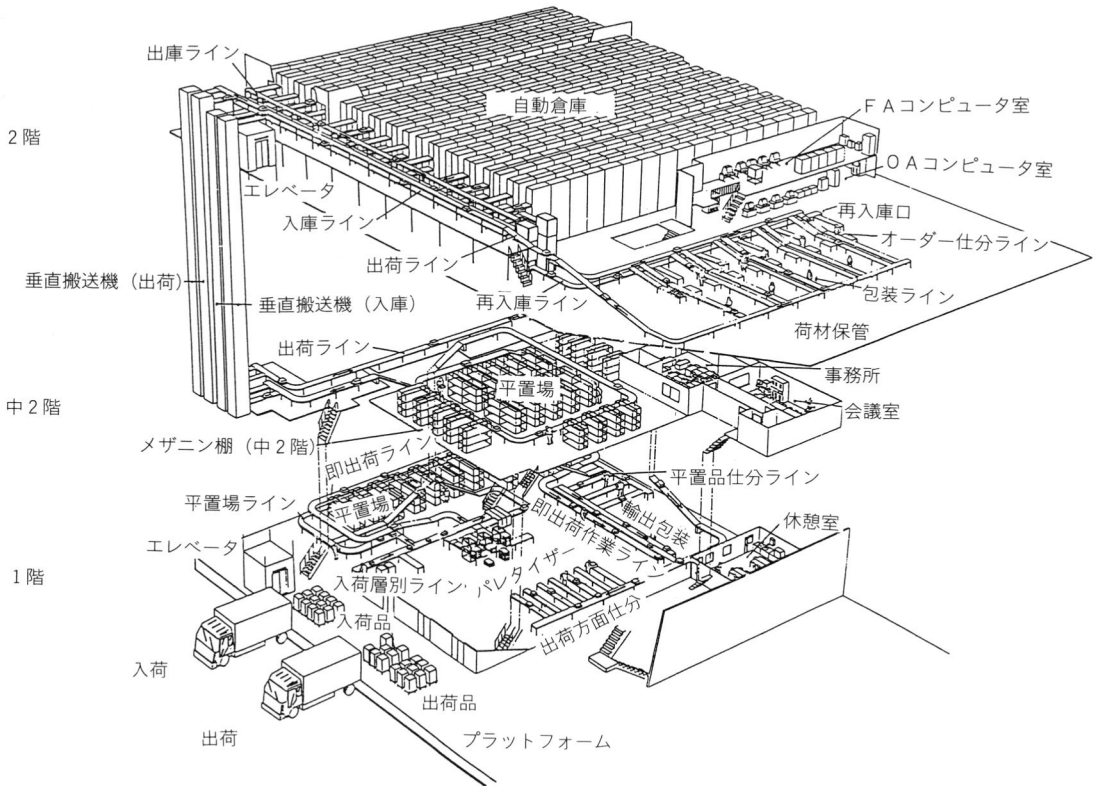 出庫ライン
自動倉庫
FAコンピュータ室
2階
OAコンピュータ室
エレベータ
再入庫口
入庫ライン
オーダー仕分ライン
出荷ライン
垂直搬送機（出荷）
再入庫ライン
包装ライン
垂直搬送機（入庫）
荷材保管
出荷ライン
事務所
平置場
中2階
会議室
メザニン棚（中2階）
即出荷ライン
平置品仕分ライン
平置場ライン
平置場
輸出包装
即出荷作業ライン
休憩室
エレベータ
1階
入荷層別ライン
パレタイザー
入荷品
出荷方面仕分
入荷
出荷品
出荷
プラットフォーム